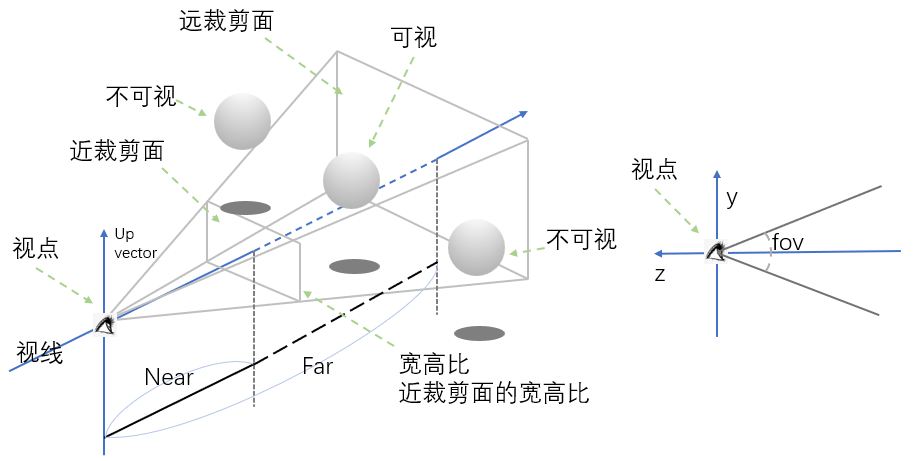 远裁剪面
可视
不可视
近裁剪面
视点
Up
vector
视点
y
fov
z
不可视
视线
Near
Far
宽高比
近裁剪面的宽高比